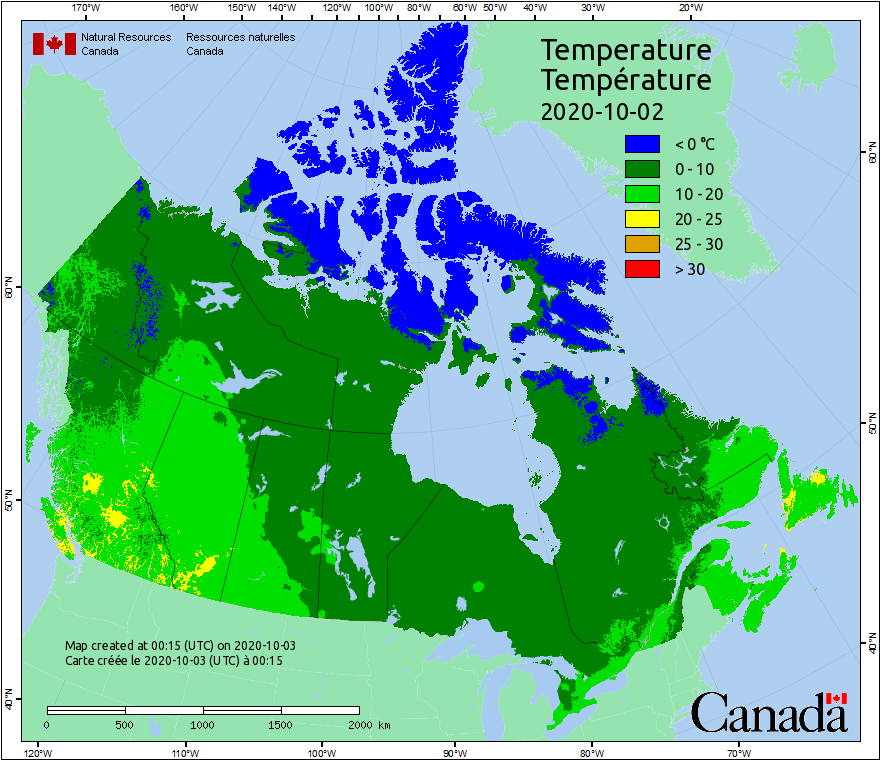 170°W 160°W 150°W 140°W 130°W 120°W 110°W 100°W 90°W 80°W 70°W 60°W 50°W 40°W 30°W 20°W
Natural Resources Ressources naturelles
Canada Canada
Temperature
Température
2020-10-02
< 0 °C
0 - 10
10 - 20
20 - 25
25 - 30
> 30
60°N
60°N
50°N
50°N
40°N
40°N
Map created at 00:15 (UTC) on 2020-10-03
Carte créée le 2020-10-03 (UTC) à 00:15
0 500 1000 1500 2000 km
Canada
120°W 110°W 100°W 90°W 80°W 70°W